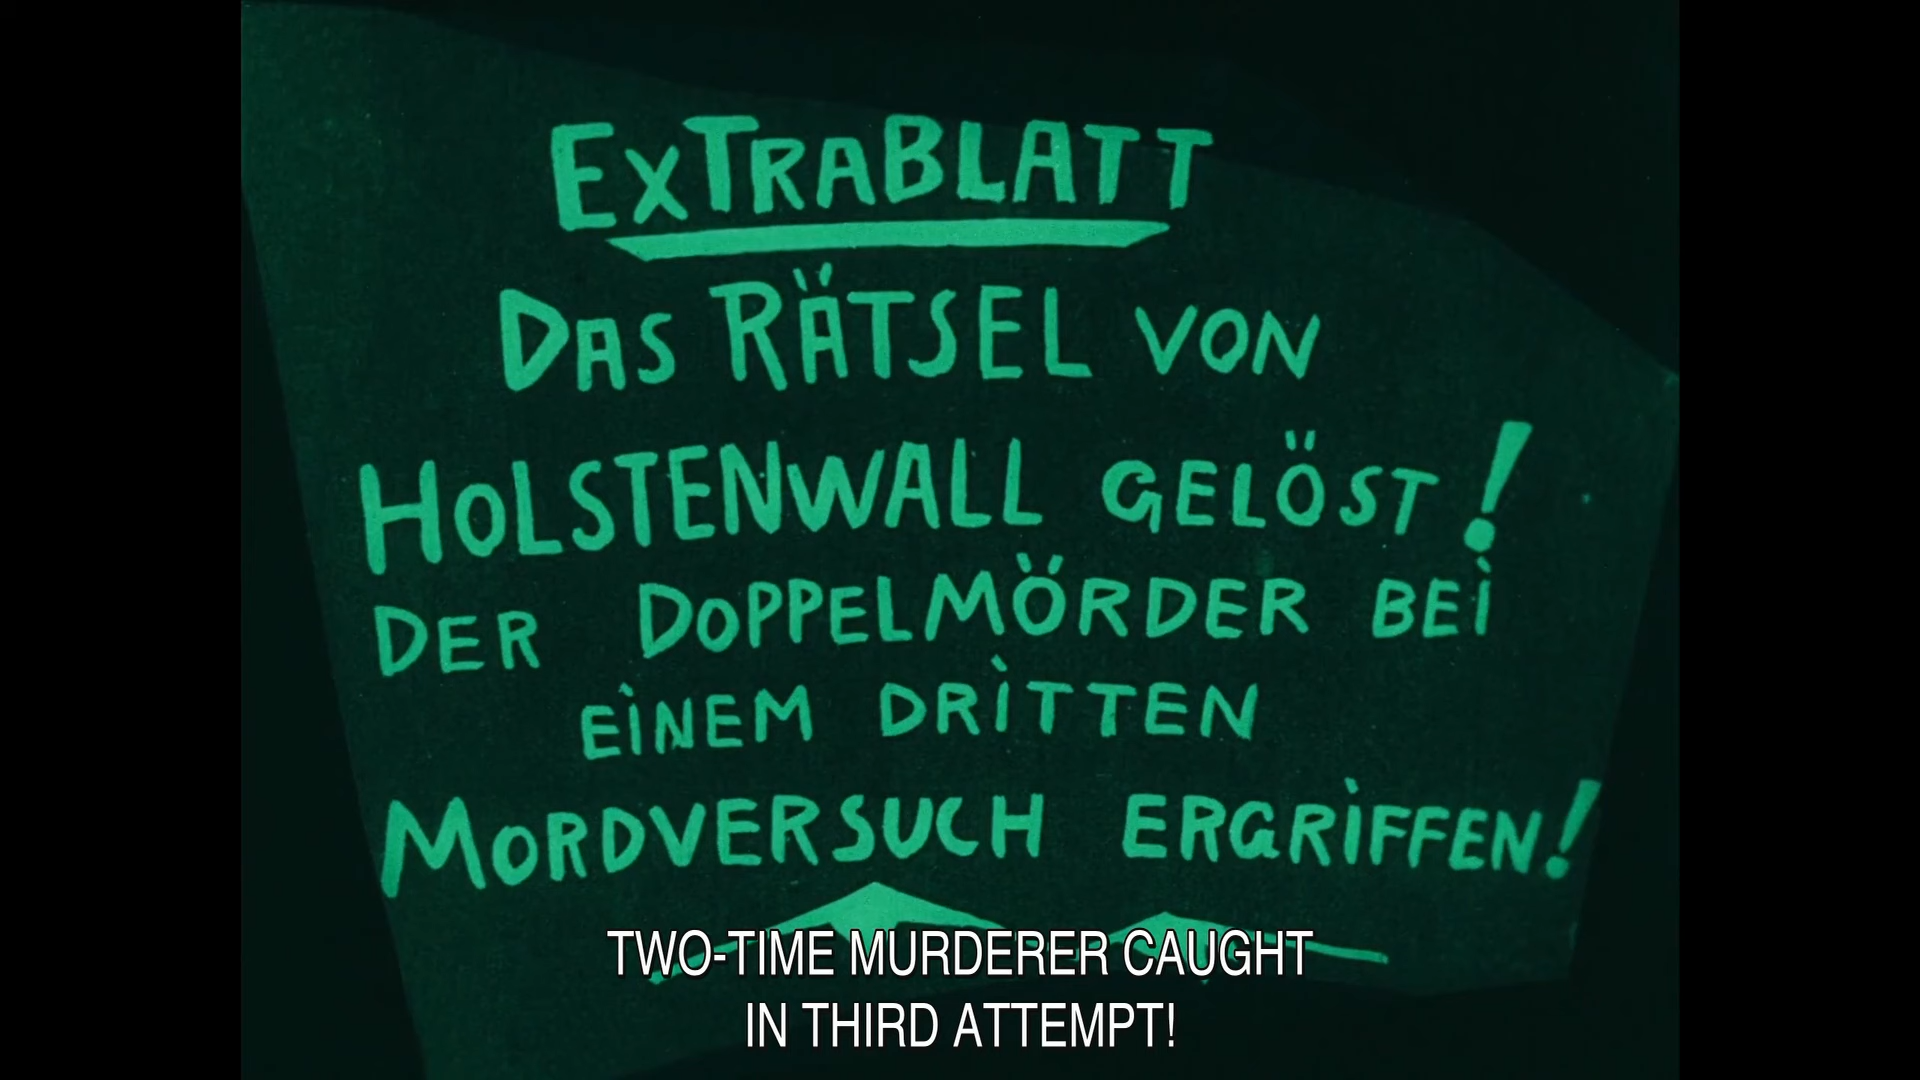 ExTRABLATT
DAS RÄTSEL VON
HOLSTENWALL GELÖST!
DER DOPPELMÖRDER BEI
EINEM DRITTEN
MORDVERSUCH ERGRIFFEN!
TWO-TIME MURDERER CAUGHT
IN THIRD ATTEMPT!